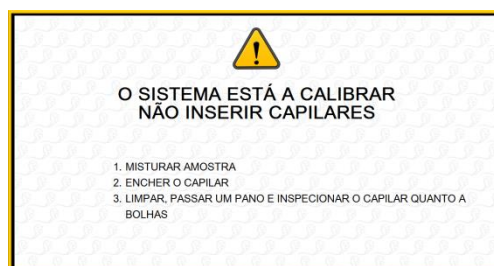 O SISTEMA ESTÁ A CALIBRAR
NÃO INSERIR CAPILARES
1. MISTURAR AMOSTRA
2. ENCHER O CAPILAR
3. LIMPAR, PASSAR UM PANO E INSPECIONAR O CAPILAR QUANTO A
BOLHAS